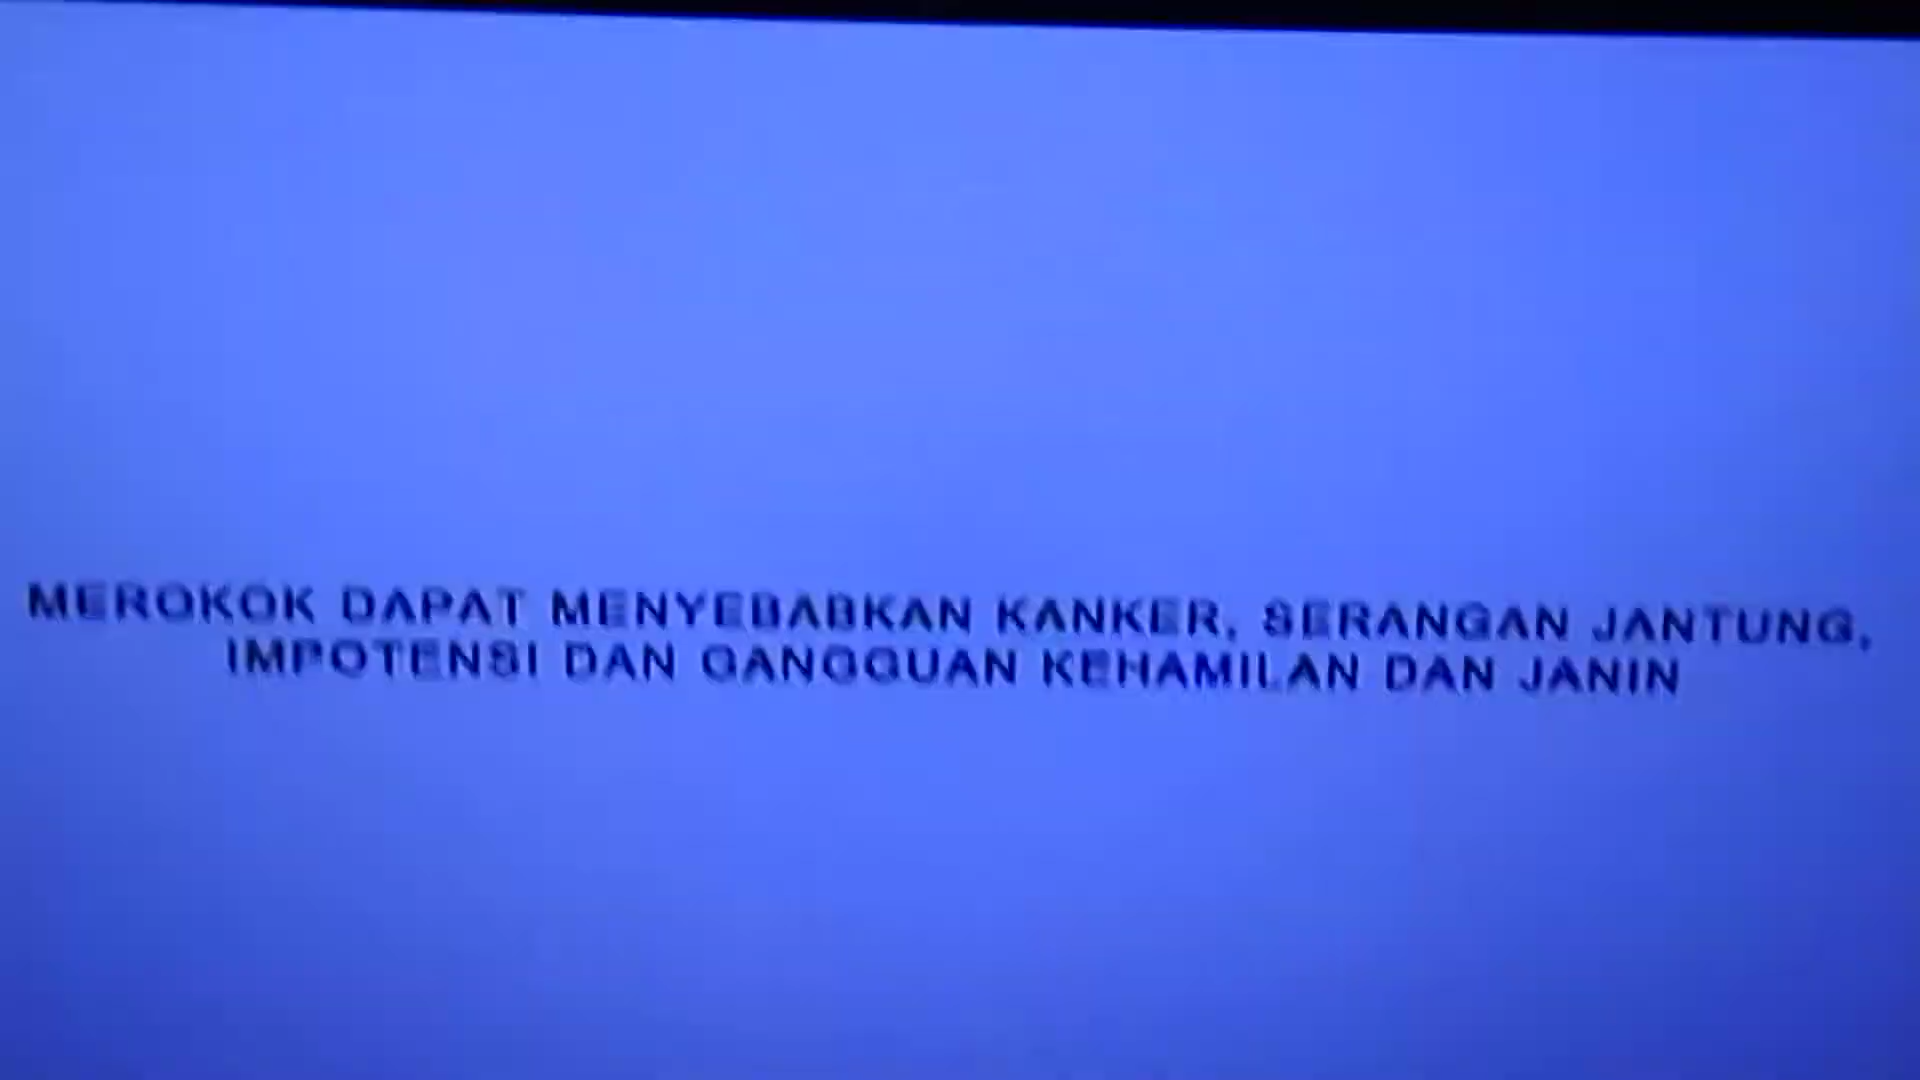 MEROKOK DAPAT MENYEBABKAN KANKER, SERANGAN JANTUNG,
IMPOTENSI DAN GANGGUAN KEHAMILAN DAN JANIN